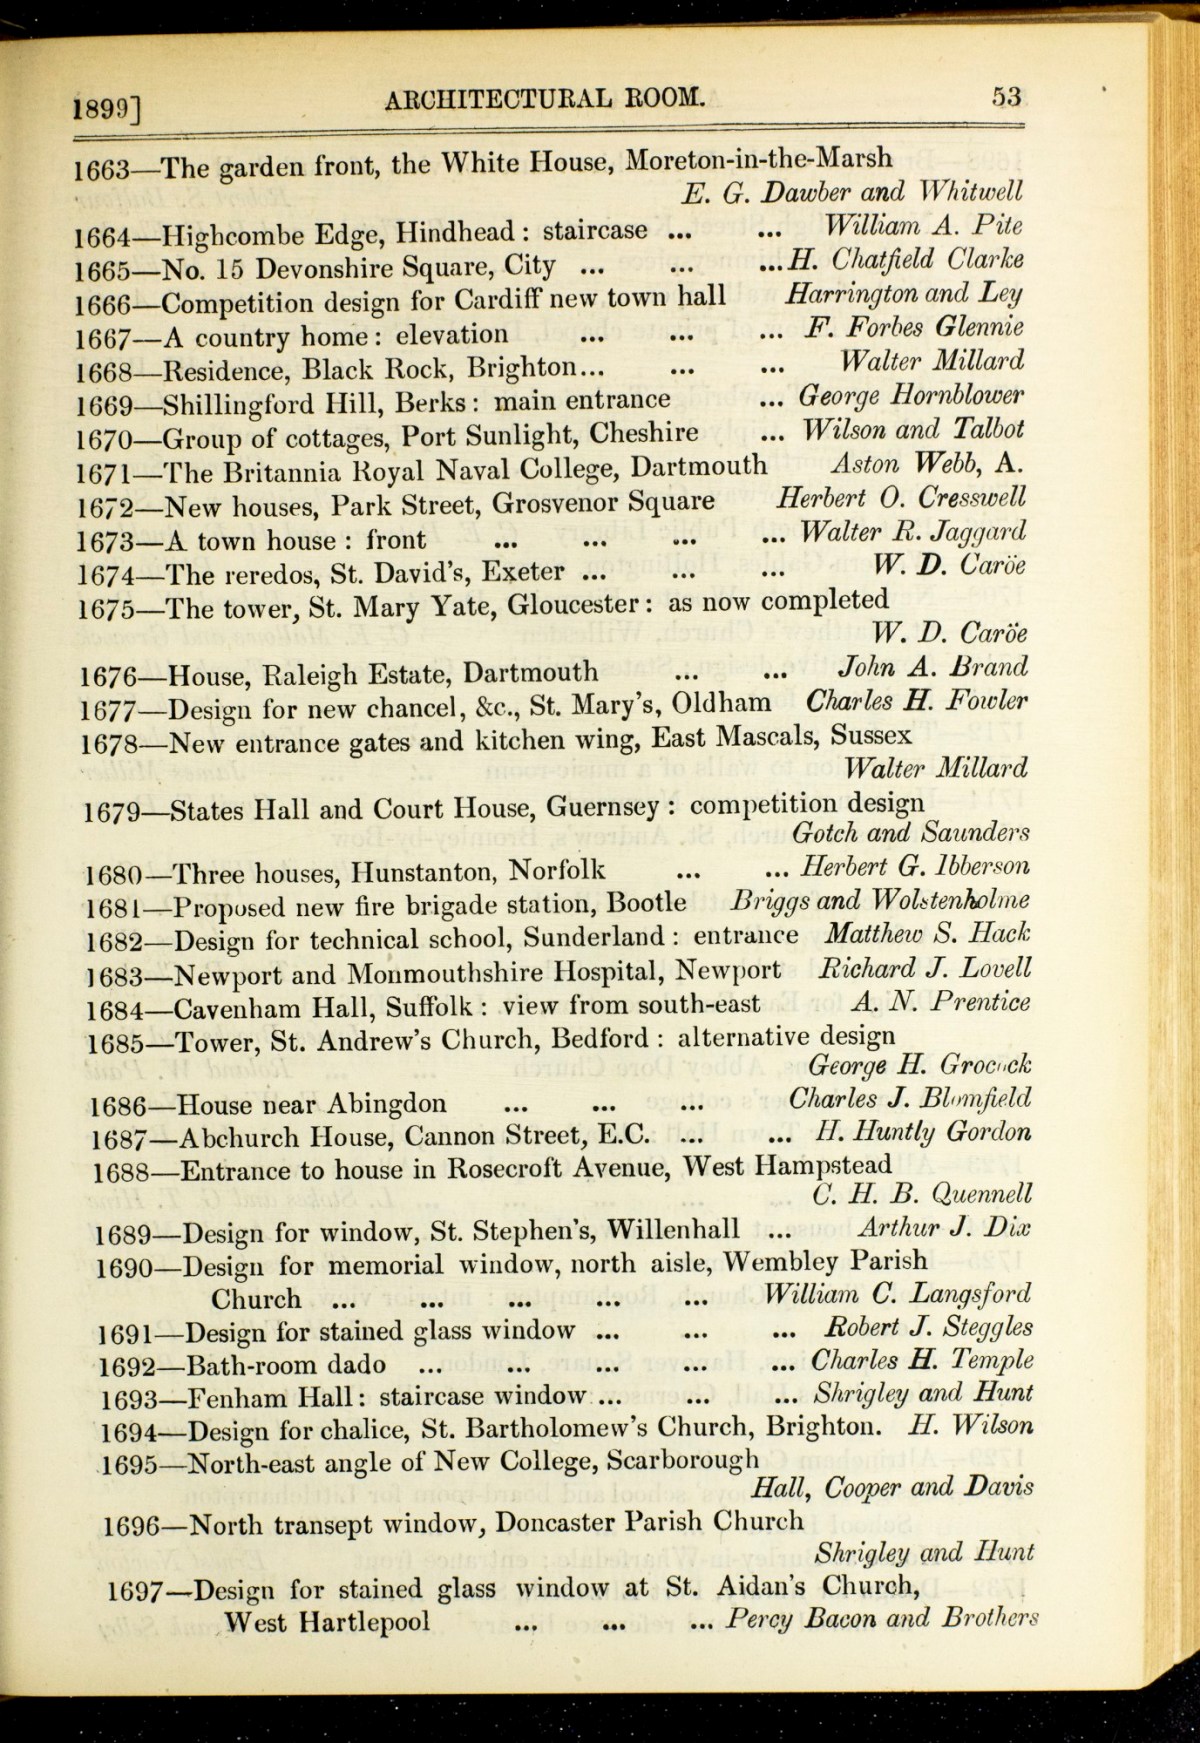 1899] ARCHITECTURAL ROOM. 53
1663—The garden front, the White House, Moreton-in-the-Marsh
E. G. Dawber and Whitwell
1664—Highcombe Edge, Hindhead : staircase ... ... William A. Pite
1665—No. 15 Devonshire Square, City ... ... ... H. Chatfield Clarke
1666—Competition design for Cardiff new town hall Harrington and Ley
1667—A country home : elevation ... ... ... F. Forbes Glennie
1668—Residence, Black Rock, Brighton... ... ... Walter Millard
1669—Shillingford Hill, Berks : main entrance ... George Hornblower
1670—Group of cottages, Port Sunlight, Cheshire ... Wilson and Talbot
1671—The Britannia Royal Naval College, Dartmouth Aston Webb, A.
1672—New houses, Park Street, Grosvenor Square Herbert O. Cresswell
1673—A town house : front ... ... ... ... Walter R. Jaggard
1674—The reredos, St. David's, Exeter ... ... ... W. D. Caröe
1675—The tower, St. Mary Yate, Gloucester : as now completed
W. D. Caröe
1676—House, Raleigh Estate, Dartmouth ... ... John A. Brand
1677—Design for new chancel, &c., St. Mary's, Oldham Charles H. Fowler
1678—New entrance gates and kitchen wing, East Mascals, Sussex
Walter Millard
1679—States Hall and Court House, Guernsey : competition design
Gotch and Saunders
1680—Three houses, Hunstanton, Norfolk ... ... Herbert G. Ibberson
1681—Proposed new fire brigade station, Bootle Briggs and Wolstenholme
1682—Design for technical school, Sunderland : entrance Matthew S. Hack
1683—Newport and Monmouthshire Hospital, Newport Richard J. Lovell
1684—Cavenham Hall, Suffolk : view from south-east A. N. Prentice
1685—Tower, St. Andrew's Church, Bedford : alternative design
George H. Grocock
1686—House near Abingdon ... ... ... Charles J. Blomfield
1687—Abchurch House, Cannon Street, E.C. ... ... H. Huntly Gordon
1688—Entrance to house in Rosecroft Avenue, West Hampstead
C. H. B. Quennell
1689—Design for window, St. Stephen's, Willenhall ... Arthur J. Dix
1690—Design for memorial window, north aisle, Wembley Parish
Church ... ... ... ... ... William C. Langsford
1691—Design for stained glass window ... ... ... Robert J. Steggles
1692—Bath-room dado ... ... ... ... ... Charles H. Temple
1693—Fenham Hall : staircase window ... ... ... Shrigley and Hunt
1694—Design for chalice, St. Bartholomew's Church, Brighton. H. Wilson
1695—North-east angle of New College, Scarborough
Hall, Cooper and Davis
1696—North transept window, Doncaster Parish Church
Shrigley and Hunt
1697—Design for stained glass window at St. Aidan's Church,
West Hartlepool ... ... ... Percy Bacon and Brothers